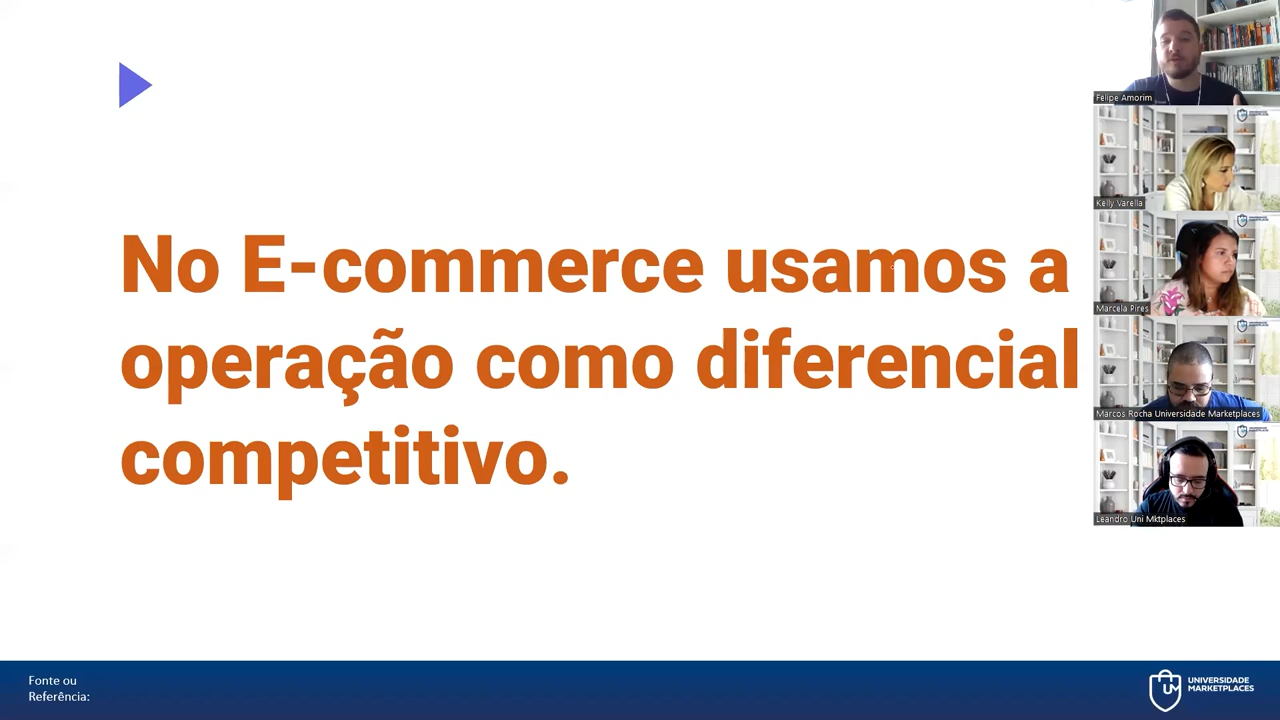 No E-commerce usamos a
operação como diferencial
competitivo.
Felipe Amorim
Kelly Varella
Marcela Pires
Marcos Rocha Universidade Marketplaces
Leandro Uni Mktplaces
Fonte ou
Referência:
UM
UNIVERSIDADE
MARKETPLACES